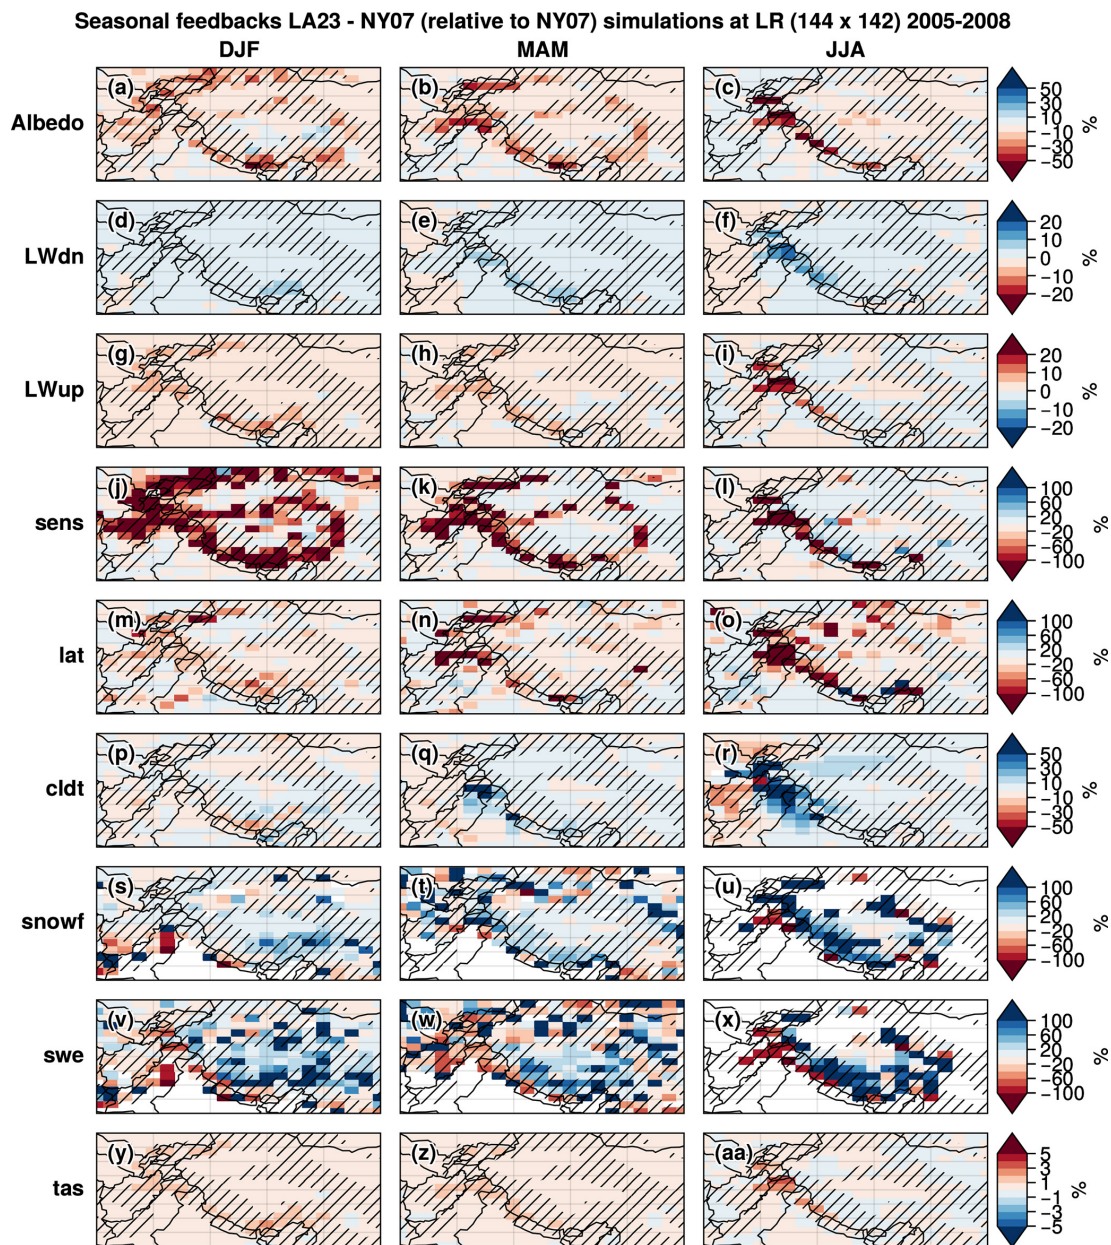 Seasonal feedbacks LA23 - NY07 (relative to NY07) simulations at LR (144 x 142) 2005-2008
DJF MAM JJA
Albedo (a) (b) (c) 50 30 10 −10 −30 −50 %
LWdn (d) (e) (f) 20 10 0 −10 −20 %
LWup (g) (h) (i) 20 10 0 −10 −20 %
sens (j) (k) (l) 100 60 20 −20 −60 −100 %
lat (m) (n) (o) 100 60 20 −20 −60 −100 %
cldt (p) (q) (r) 50 30 10 −10 −30 −50 %
snowf (s) (t) (u) 100 60 20 −20 −60 −100 %
swe (v) (w) (x) 100 60 20 −20 −60 −100 %
tas (y) (z) (aa) 5 3 1 −1 −3 −5 %